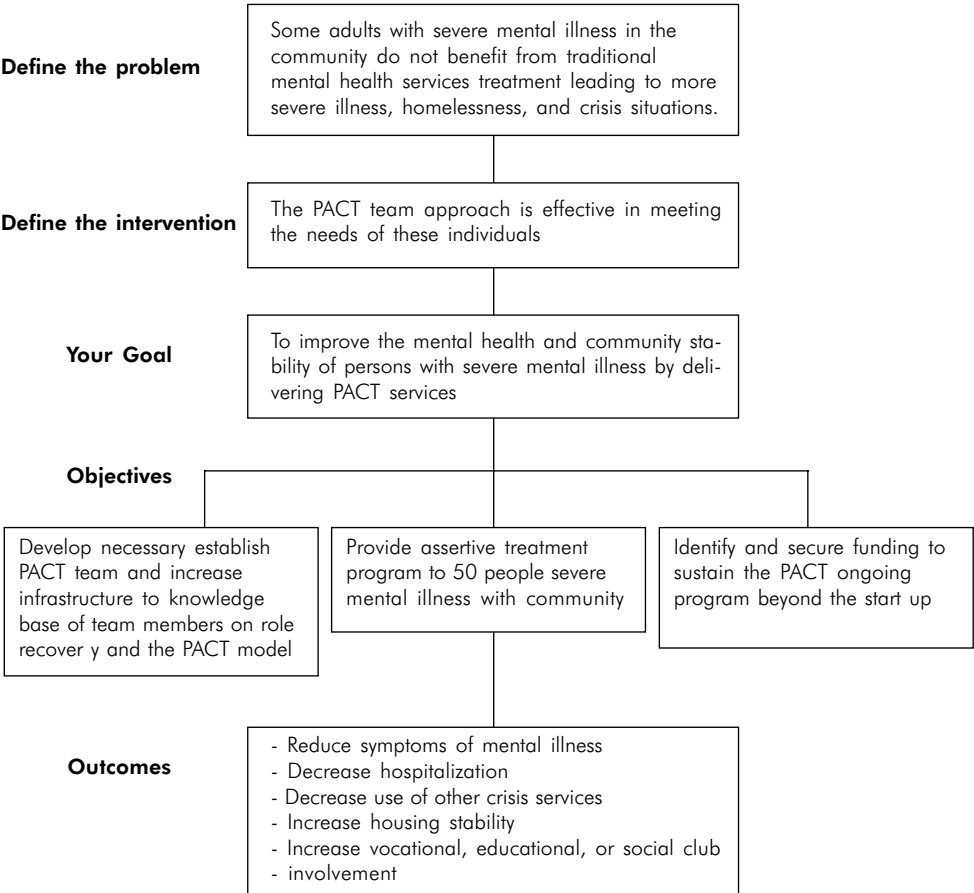 Define the problem
Some adults with severe mental illness in the
community do not benefit from traditional
mental health services treatment leading to more
severe illness, homelessness, and crisis situations.
Define the intervention
The PACT team approach is effective in meeting
the needs of these individuals
Your Goal
To improve the mental health and community sta-
bility of persons with severe mental illness by deli-
vering PACT services
Objectives
Develop necessary establish
PACT team and increase
infrastructure to knowledge
base of team members on role
recover y and the PACT model
Provide assertive treatment
program to 50 people severe
mental illness with community
Identify and secure funding to
sustain the PACT ongoing
program beyond the start up
Outcomes
- Reduce symptoms of mental illness
- Decrease hospitalization
- Decrease use of other crisis services
- Increase housing stability
- Increase vocational, educational, or social club
- involvement